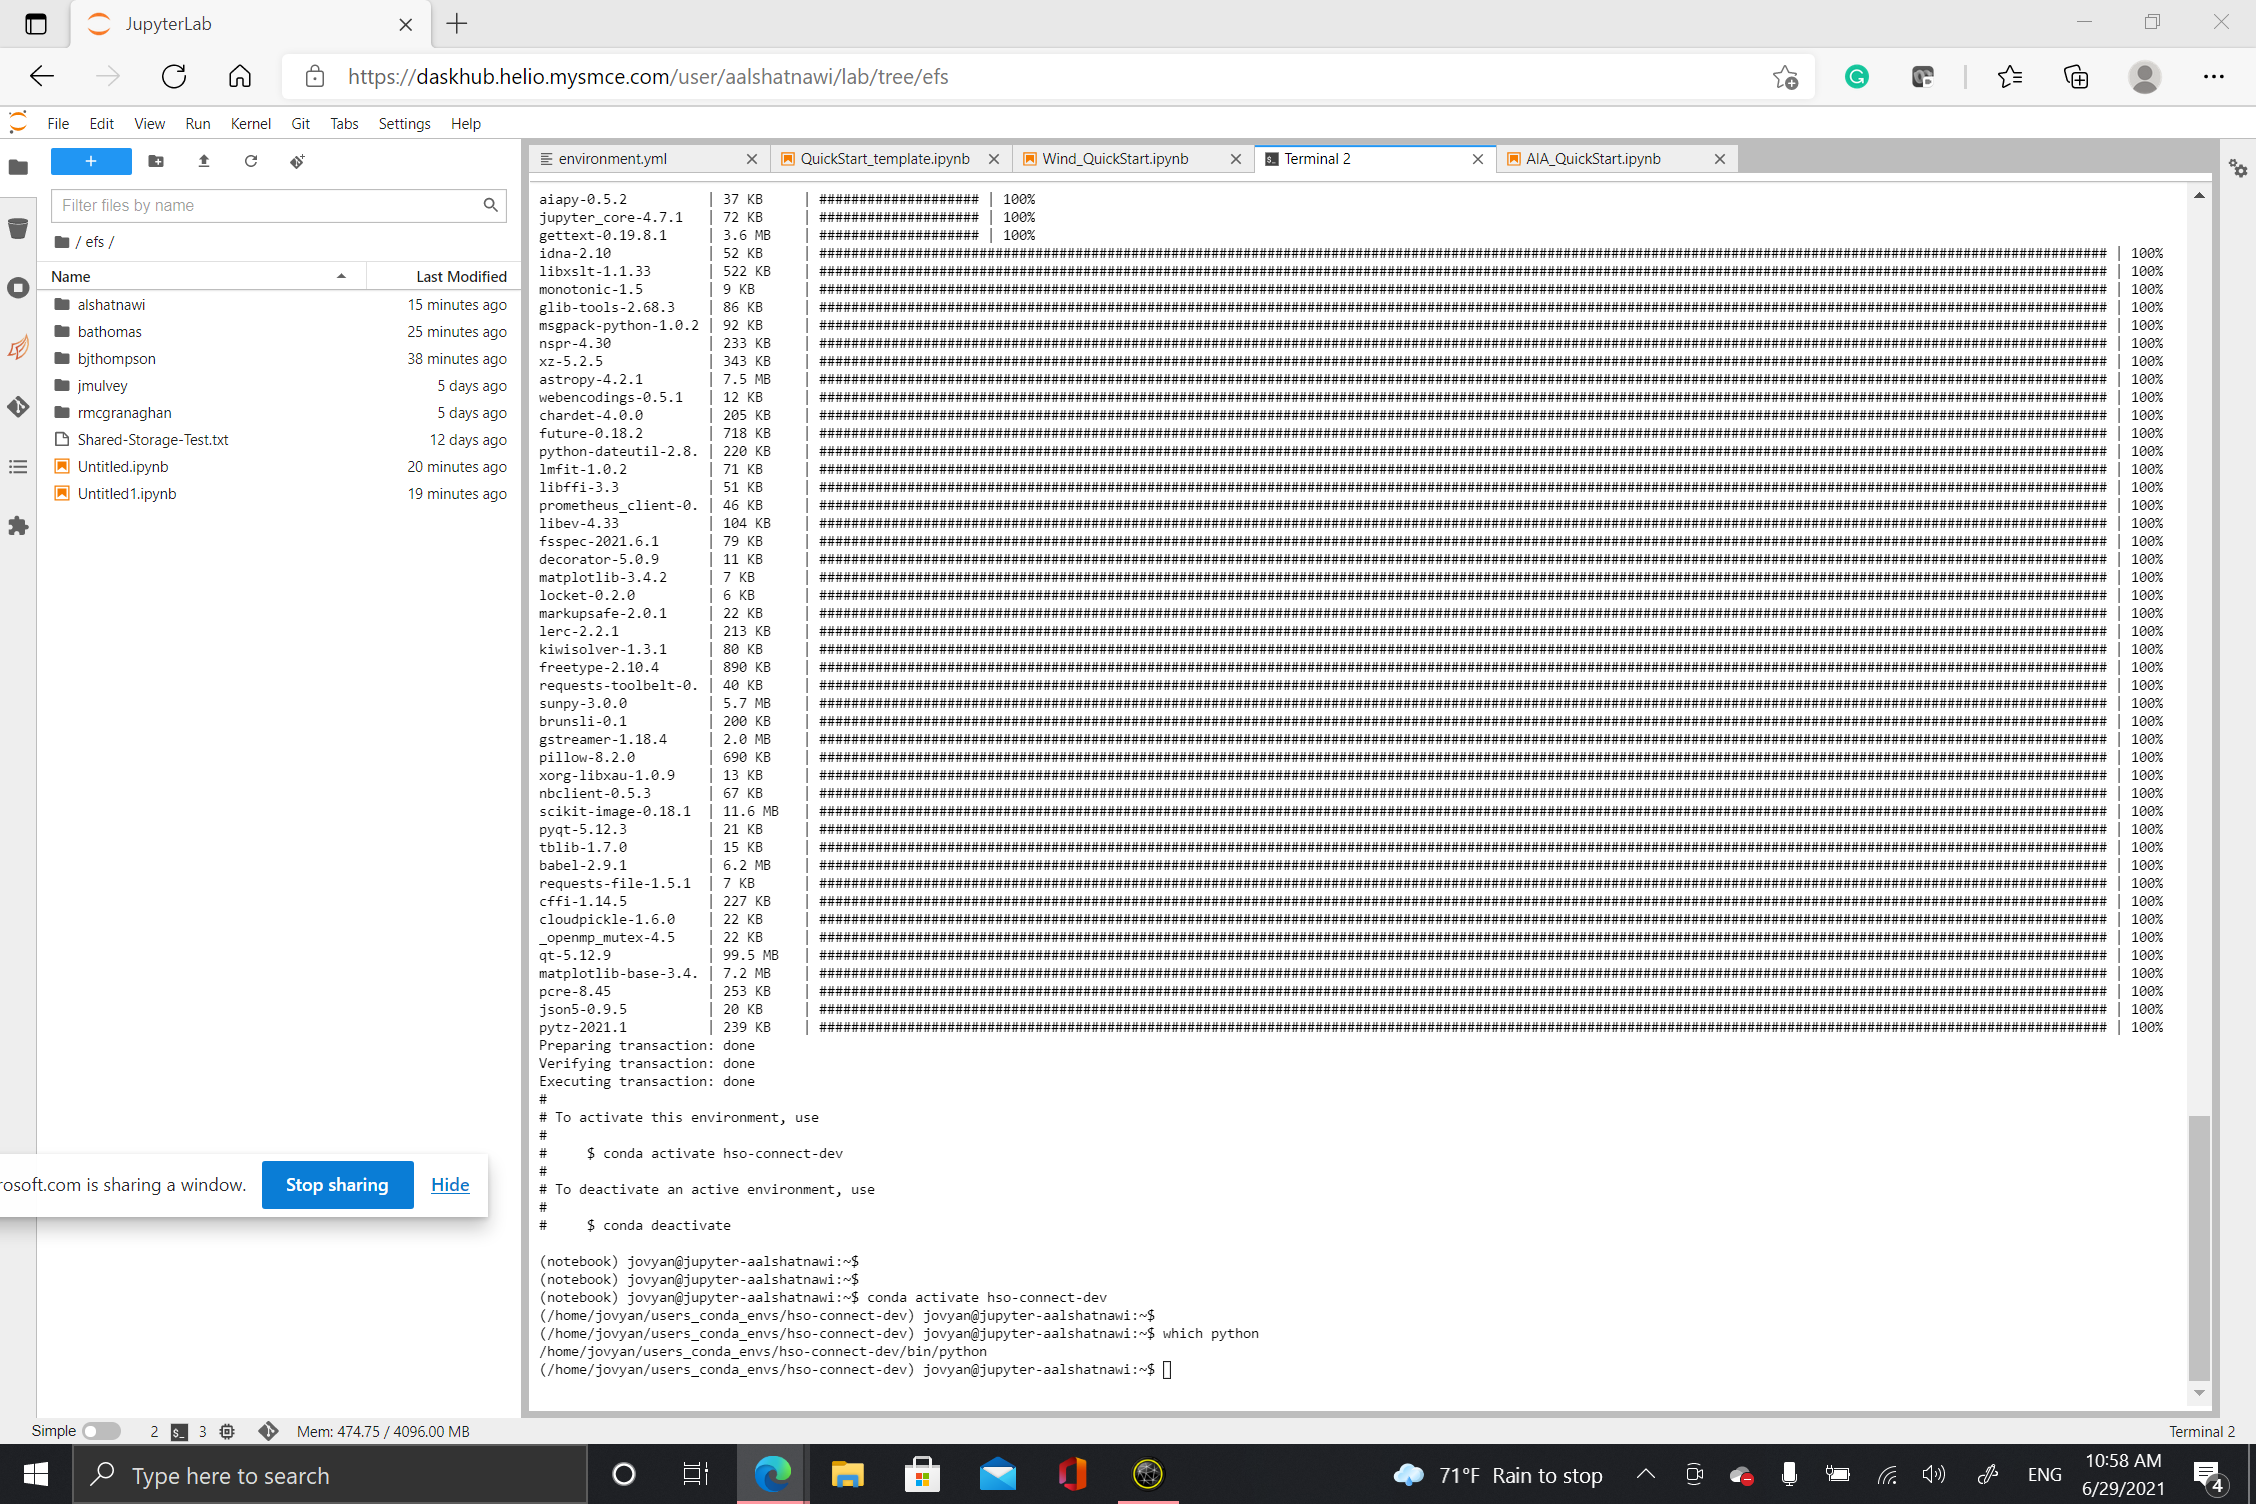 JupyterLab
https://daskhub.helio.mysmce.com/user/aalshatnawi/lab/tree/efs
File Edit View Run Kernel Git Tabs Settings Help
environment.yml
QuickStart_template.ipynb
Wind_QuickStart.ipynb
Terminal 2
AIA_QuickStart.ipynb
Filter files by name
/ efs /
Name Last Modified
alshatnawi 15 minutes ago
bathomas 25 minutes ago
bjthompson 38 minutes ago
jmulvey 5 days ago
rmcgranaghan 5 days ago
Shared-Storage-Test.txt 12 days ago
Untitled.ipynb 20 minutes ago
Untitled1.ipynb 19 minutes ago
rosoft.com is sharing a window. Stop sharing Hide
aiapy-0.5.2 | 37 KB | #################### | 100%
jupyter_core-4.7.1 | 72 KB | #################### | 100%
gettext-0.19.8.1 | 3.6 MB | #################### | 100%
idna-2.10 | 52 KB | | 100%
libxslt-1.1.33 | 522 KB | | 100%
monotonic-1.5 | 9 KB | | 100%
glib-tools-2.68.3 | 86 KB | | 100%
msgpack-python-1.0.2 | 92 KB | | 100%
nspr-4.30 | 233 KB | | 100%
xz-5.2.5 | 343 KB | | 100%
astropy-4.2.1 | 7.5 MB | | 100%
webencodings-0.5.1 | 12 KB | | 100%
chardet-4.0.0 | 205 KB | | 100%
future-0.18.2 | 718 KB | | 100%
python-dateutil-2.8. | 220 KB | | 100%
lmfit-1.0.2 | 71 KB | | 100%
libffi-3.3 | 51 KB | | 100%
prometheus_client-0. | 46 KB | | 100%
libev-4.33 | 104 KB | | 100%
fsspec-2021.6.1 | 79 KB | | 100%
decorator-5.0.9 | 11 KB | | 100%
matplotlib-3.4.2 | 7 KB | | 100%
locket-0.2.0 | 6 KB | | 100%
markupsafe-2.0.1 | 22 KB | | 100%
lerc-2.2.1 | 213 KB | | 100%
kiwisolver-1.3.1 | 80 KB | | 100%
freetype-2.10.4 | 890 KB | | 100%
requests-toolbelt-0. | 40 KB | | 100%
sunpy-3.0.0 | 5.7 MB | | 100%
brunsli-0.1 | 200 KB | | 100%
gstreamer-1.18.4 | 2.0 MB | | 100%
pillow-8.2.0 | 690 KB | | 100%
xorg-libxau-1.0.9 | 13 KB | | 100%
nbclient-0.5.3 | 67 KB | | 100%
scikit-image-0.18.1 | 11.6 MB | | 100%
pyqt-5.12.3 | 21 KB | | 100%
tblib-1.7.0 | 15 KB | | 100%
babel-2.9.1 | 6.2 MB | | 100%
requests-file-1.5.1 | 7 KB | | 100%
cffi-1.14.5 | 227 KB | | 100%
cloudpickle-1.6.0 | 22 KB | | 100%
_openmp_mutex-4.5 | 22 KB | | 100%
qt-5.12.9 | 99.5 MB | | 100%
matplotlib-base-3.4. | 7.2 MB | | 100%
pcre-8.45 | 253 KB | | 100%
json5-0.9.5 | 20 KB | | 100%
pytz-2021.1 | 239 KB | | 100%
Preparing transaction: done
Verifying transaction: done
Executing transaction: done
#
# To activate this environment, use
#
# $ conda activate hso-connect-dev
#
# To deactivate an active environment, use
#
# $ conda deactivate
(notebook) jovyan@jupyter-aalshatnawi:~$
(notebook) jovyan@jupyter-aalshatnawi:~$
(notebook) jovyan@jupyter-aalshatnawi:~$ conda activate hso-connect-dev
(/home/jovyan/users_conda_envs/hso-connect-dev) jovyan@jupyter-aalshatnawi:~$
(/home/jovyan/users_conda_envs/hso-connect-dev) jovyan@jupyter-aalshatnawi:~$ which python
/home/jovyan/users_conda_envs/hso-connect-dev/bin/python
(/home/jovyan/users_conda_envs/hso-connect-dev) jovyan@jupyter-aalshatnawi:~$
Simple 2 $_ 3 Mem: 474.75 / 4096.00 MB Terminal 2
Type here to search
71°F Rain to stop
ENG
10:58 AM
6/29/2021
4